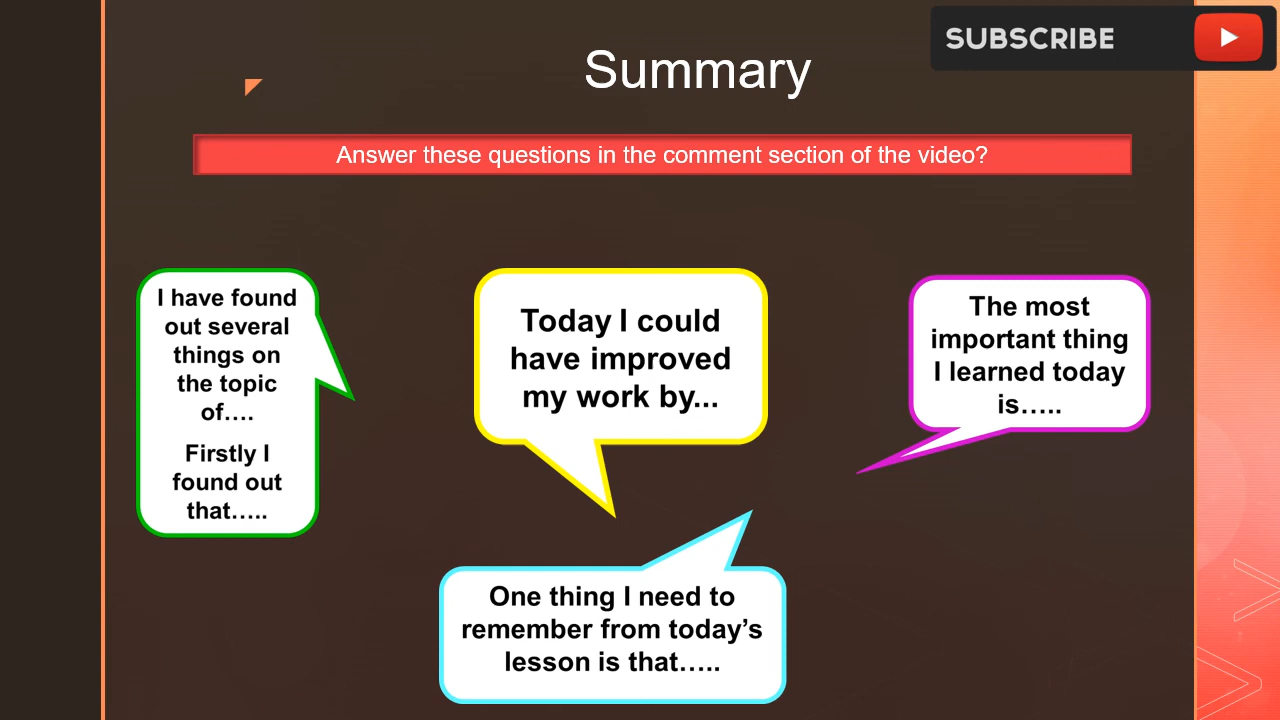 SUBSCRIBE
Summary
Answer these questions in the comment section of the video?
I have found
out several
things on
the topic
of….
Firstly I
found out
that…..
Today I could
have improved
my work by...
The most
important thing
I learned today
is…..
One thing I need to
remember from today’s
lesson is that…..